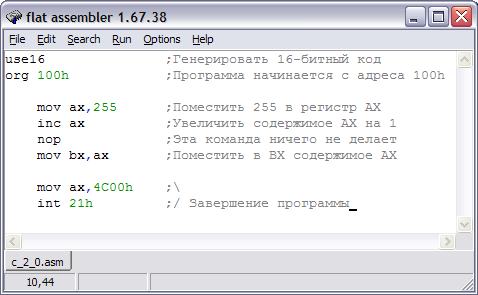 flat assembler 1.67.38
File Edit Search Run Options Help
use16 ;Генерировать 16-битный код
org 100h ;Программа начинается с адреса 100h
mov ax,255 ;Поместить 255 в регистр AX
inc ax ;Увеличить содержимое AX на 1
nop ;Эта команда ничего не делает
mov bx,ax ;Поместить в BX содержимое AX
mov ax,4C00h ;\
int 21h ;/ Завершение программы
c_2_0.asm
10,44